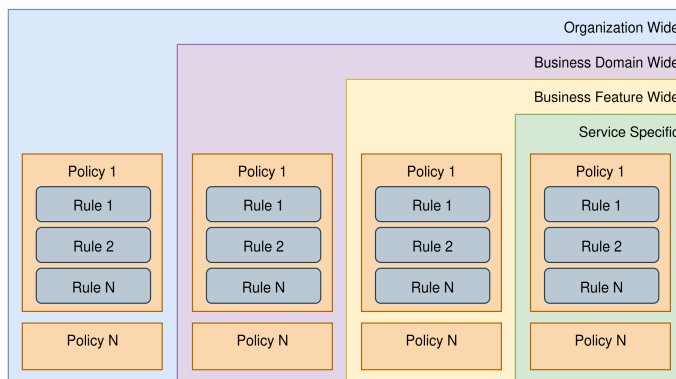 Organization Wide
Business Domain Wide
Business Feature Wide
Service Specific
Policy 1
Rule 1
Rule 2
Rule N
Policy N
Policy 1
Rule 1
Rule 2
Rule N
Policy N
Policy 1
Rule 1
Rule 2
Rule N
Policy N
Policy 1
Rule 1
Rule 2
Rule N
Policy N